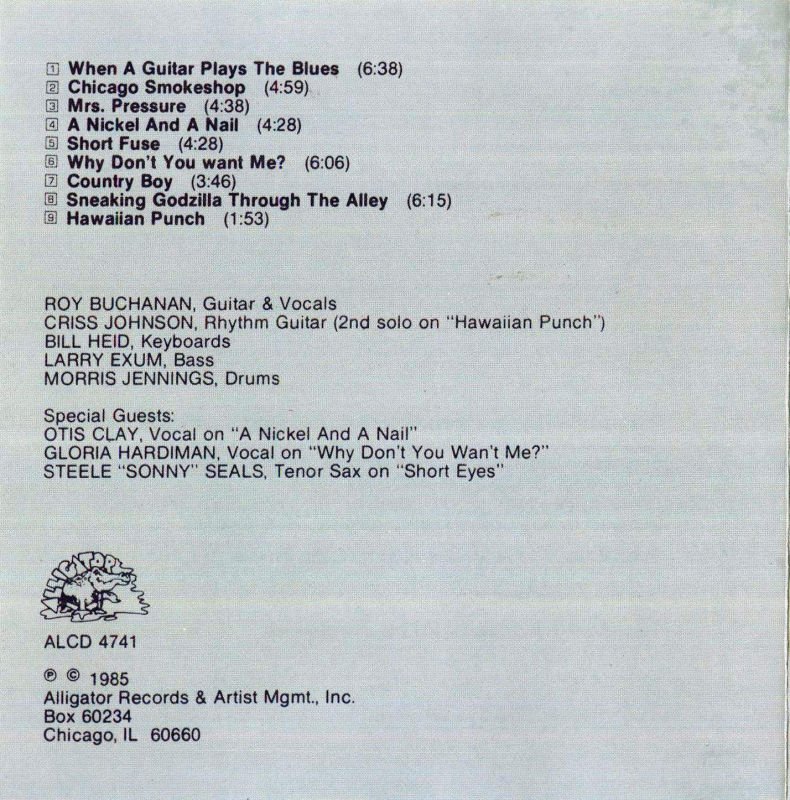 1 When A Guitar Plays The Blues (6:38)
2 Chicago Smokeshop (4:59)
3 Mrs. Pressure (4:38)
4 A Nickel And A Nail (4:28)
5 Short Fuse (4:28)
6 Why Don't You want Me? (6:06)
7 Country Boy (3:46)
8 Sneaking Godzilla Through The Alley (6:15)
9 Hawaiian Punch (1:53)
ROY BUCHANAN, Guitar & Vocals
CRISS JOHNSON, Rhythm Guitar (2nd solo on "Hawaiian Punch")
BILL HEID, Keyboards
LARRY EXUM, Bass
MORRIS JENNINGS, Drums
Special Guests:
OTIS CLAY, Vocal on "A Nickel And A Nail"
GLORIA HARDIMAN, Vocal on "Why Don't You Wan't Me?"
STEELE "SONNY" SEALS, Tenor Sax on "Short Eyes"
ALLIGATOR
ALCD 4741
℗ © 1985
Alligator Records & Artist Mgmt., Inc.
Box 60234
Chicago, IL 60660